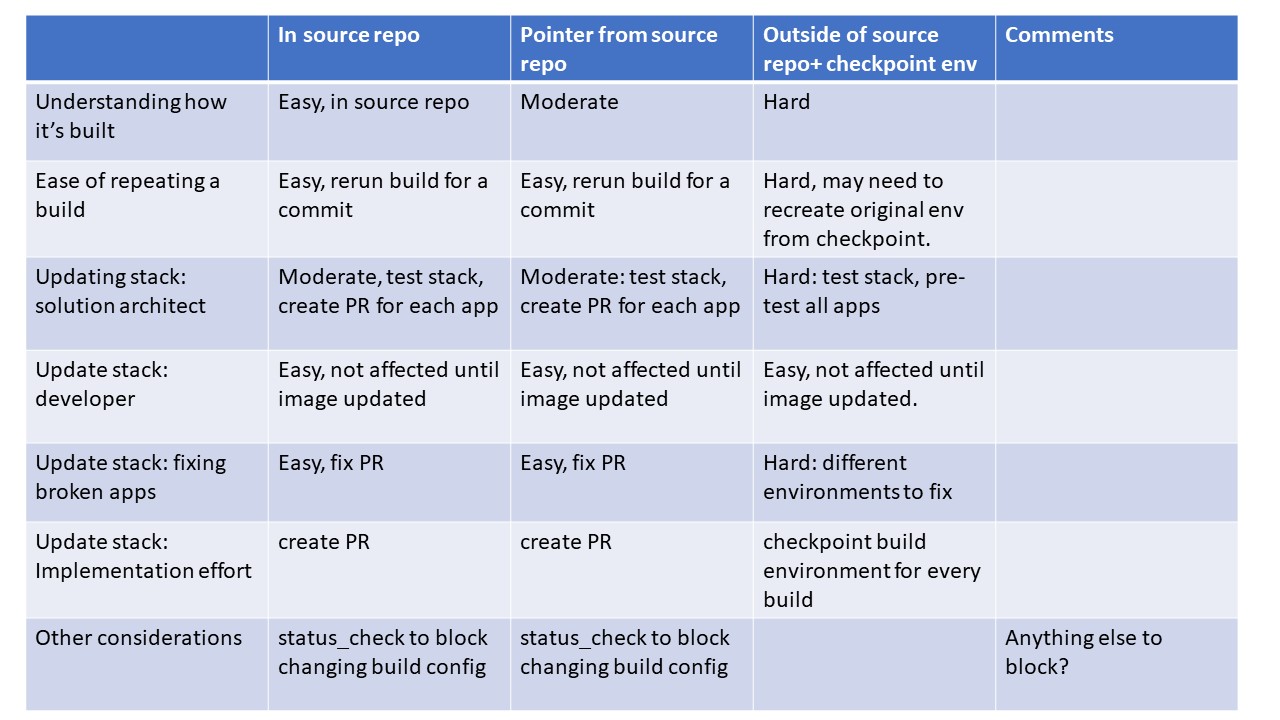 In source repo
Pointer from source
repo
Outside of source
repo+ checkpoint env
Comments
Understanding how
it's built
Easy, in source repo
Moderate
Hard
Ease of repeating a
build
Easy, rerun build for a
commit
Easy, rerun build for a
commit
Hard, may need to
recreate original env
from checkpoint.
Updating stack:
solution architect
Moderate, test stack,
create PR for each app
Moderate: test stack,
create PR for each app
Hard: test stack, pre-
test all apps
Update stack:
developer
Easy, not affected until
image updated
Easy, not affected until
image updated
Easy, not affected until
image updated.
Update stack: fixing
broken apps
Easy, fix PR
Easy, fix PR
Hard: different
environments to fix
Update stack:
Implementation effort
create PR
create PR
checkpoint build
environment for every
build
Other considerations
status_check to block
changing build config
status_check to block
changing build config
Anything else to
block?